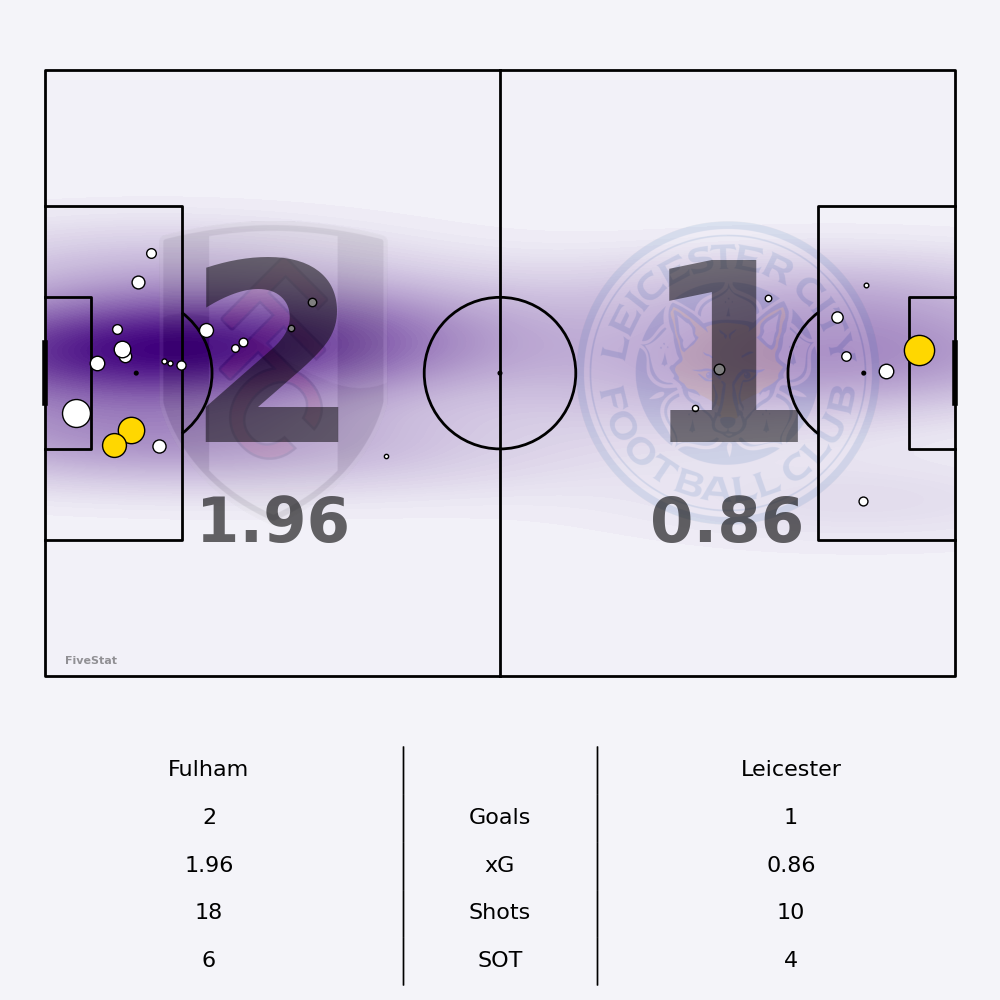 2 1
LEICESTER CITY
FOOTBALL CLUB
1.96 0.86
FiveStat
Fulham Leicester
2 Goals 1
1.96 xG 0.86
18 Shots 10
6 SOT 4